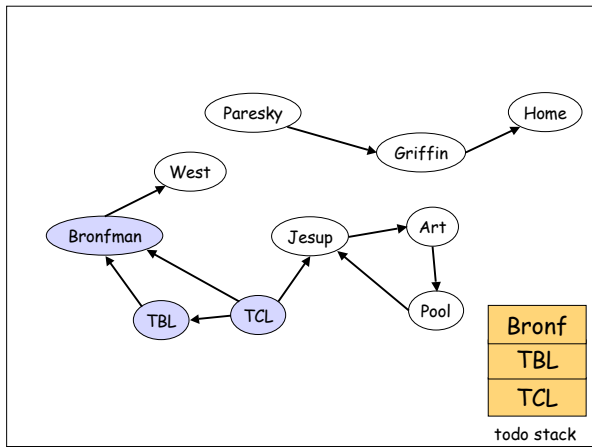 Paresky
Home
Griffin
West
Bronfman
Jesup
Art
TBL
TCL
Pool
Bronf
TBL
TCL
todo stack